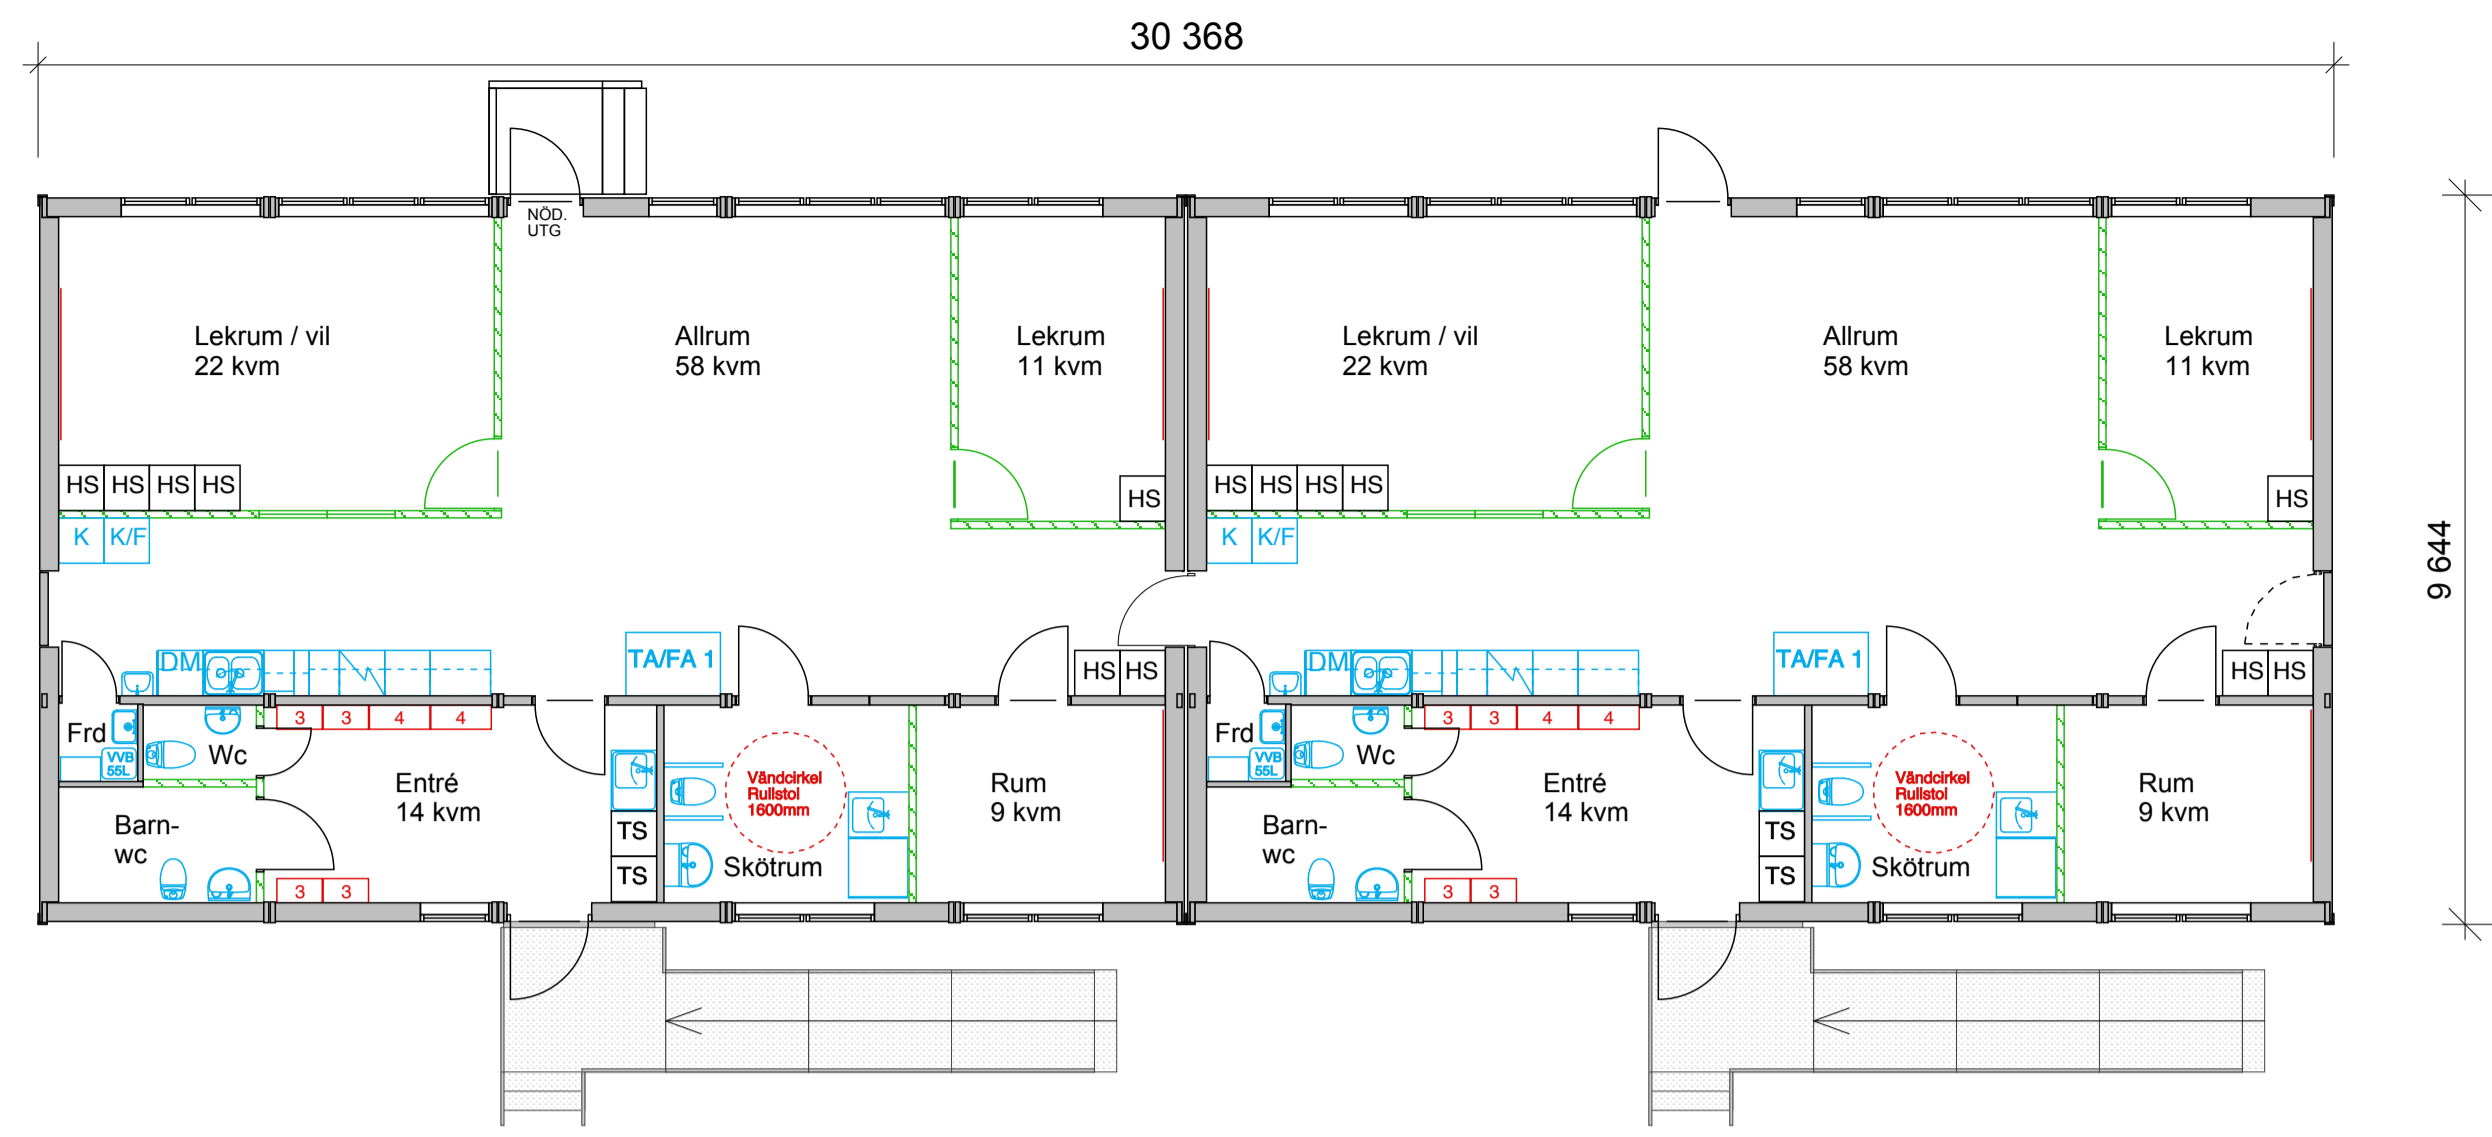 30 368
9 644
NÖD.
UTG
Lekrum / vil
22 kvm
Allrum
58 kvm
Lekrum
11 kvm
Lekrum / vil
22 kvm
Allrum
58 kvm
Lekrum
11 kvm
HS HS HS HS
HS
HS HS HS HS
HS
K K/F
K K/F
DM
TA/FA 1
HS HS
DM
TA/FA 1
HS HS
3 3 4 4
3 3 4 4
Frd
VVB
55L
Wc
Entré
14 kvm
Barn-
wc
3 3
TS
TS
Vändcirkel
Rullstol
1600mm
Skötrum
Rum
9 kvm
Frd
VVB
55L
Wc
Entré
14 kvm
Barn-
wc
3 3
TS
TS
Vändcirkel
Rullstol
1600mm
Skötrum
Rum
9 kvm